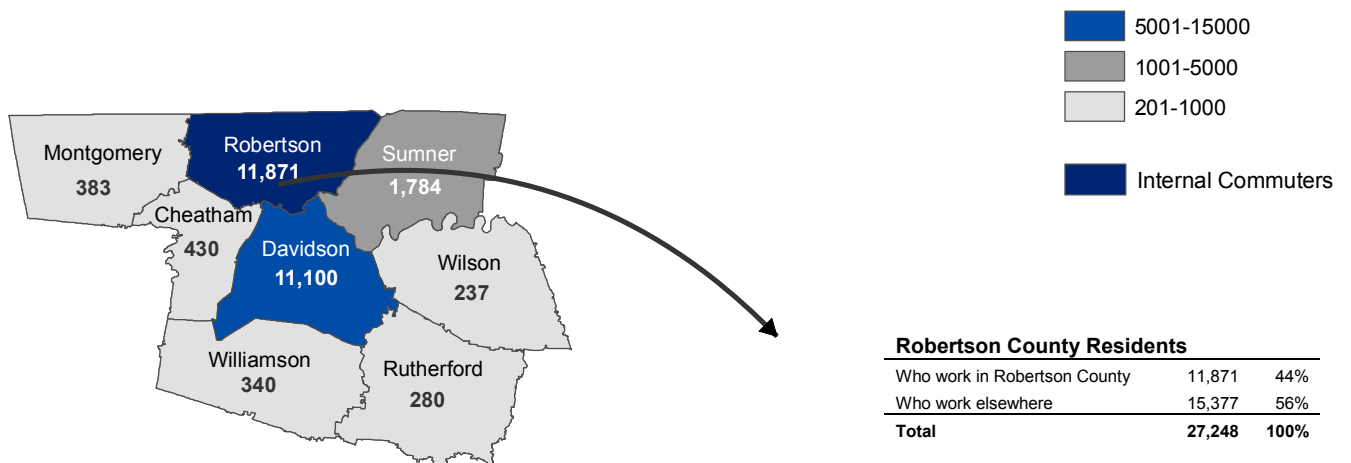 5001-15000
1001-5000
201-1000
Internal Commuters
Montgomery
383
Robertson
11,871
Sumner
1,784
Cheatham
430
Davidson
11,100
Wilson
237
Williamson
340
Rutherford
280
Robertson County Residents
Who work in Robertson County 11,871 44%
Who work elsewhere 15,377 56%
Total 27,248 100%